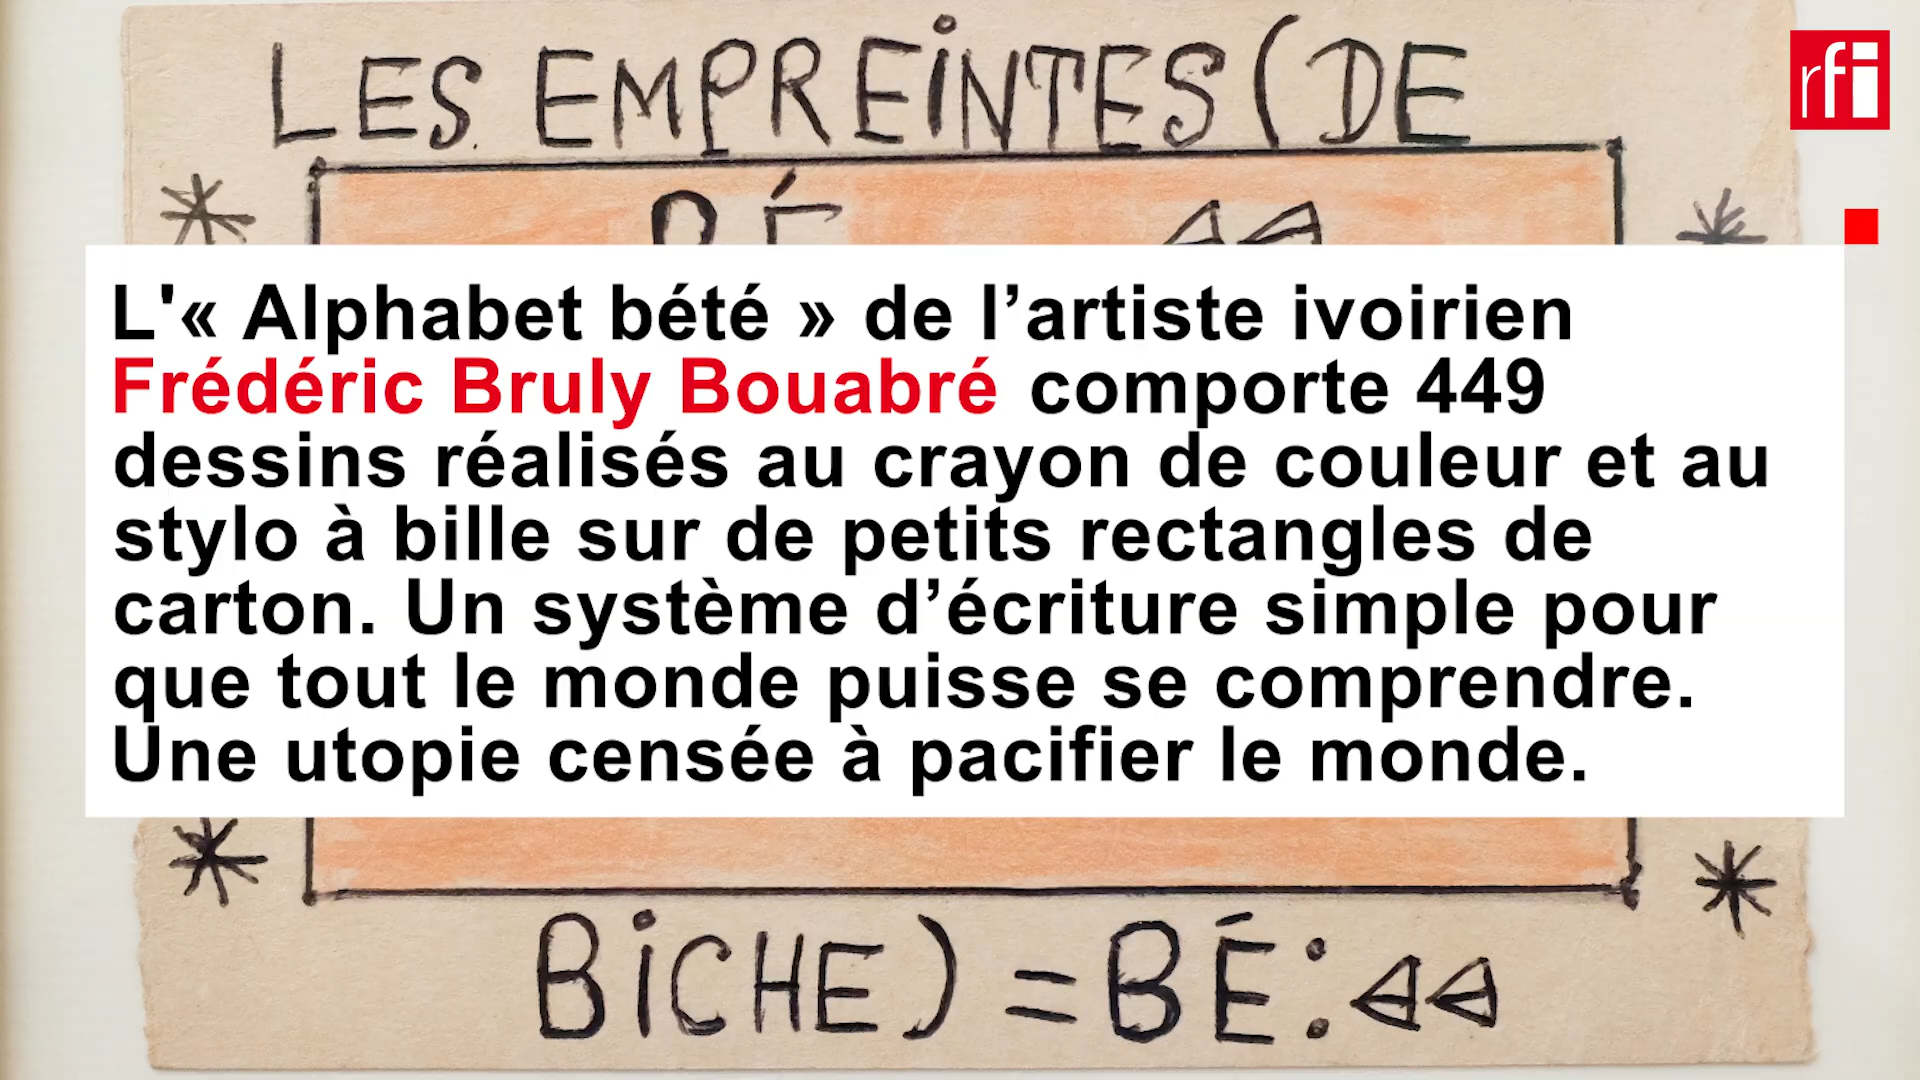 LES EMPREINTES (DE
rfi
BÉ
L'« Alphabet bété » de l’artiste ivoirien
Frédéric Bruly Bouabré comporte 449
dessins réalisés au crayon de couleur et au
stylo à bille sur de petits rectangles de
carton. Un système d’écriture simple pour
que tout le monde puisse se comprendre.
Une utopie censée à pacifier le monde.
BiCHE) = BÉ: